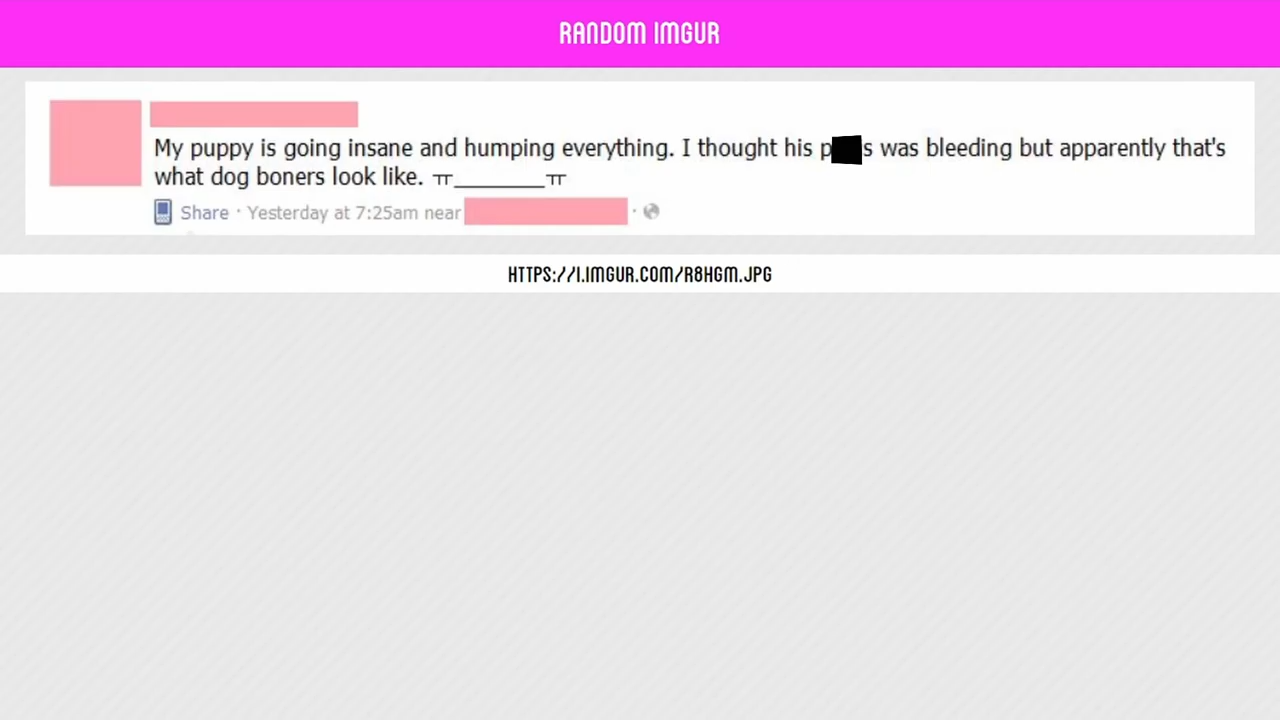 RANDOM IMGUR
My puppy is going insane and humping everything. I thought his p s was bleeding but apparently that's
what dog boners look like. ㅠ________ㅠ
Share · Yesterday at 7:25am near ·
HTTPS://I.IMGUR.COM/R8HGM.JPG